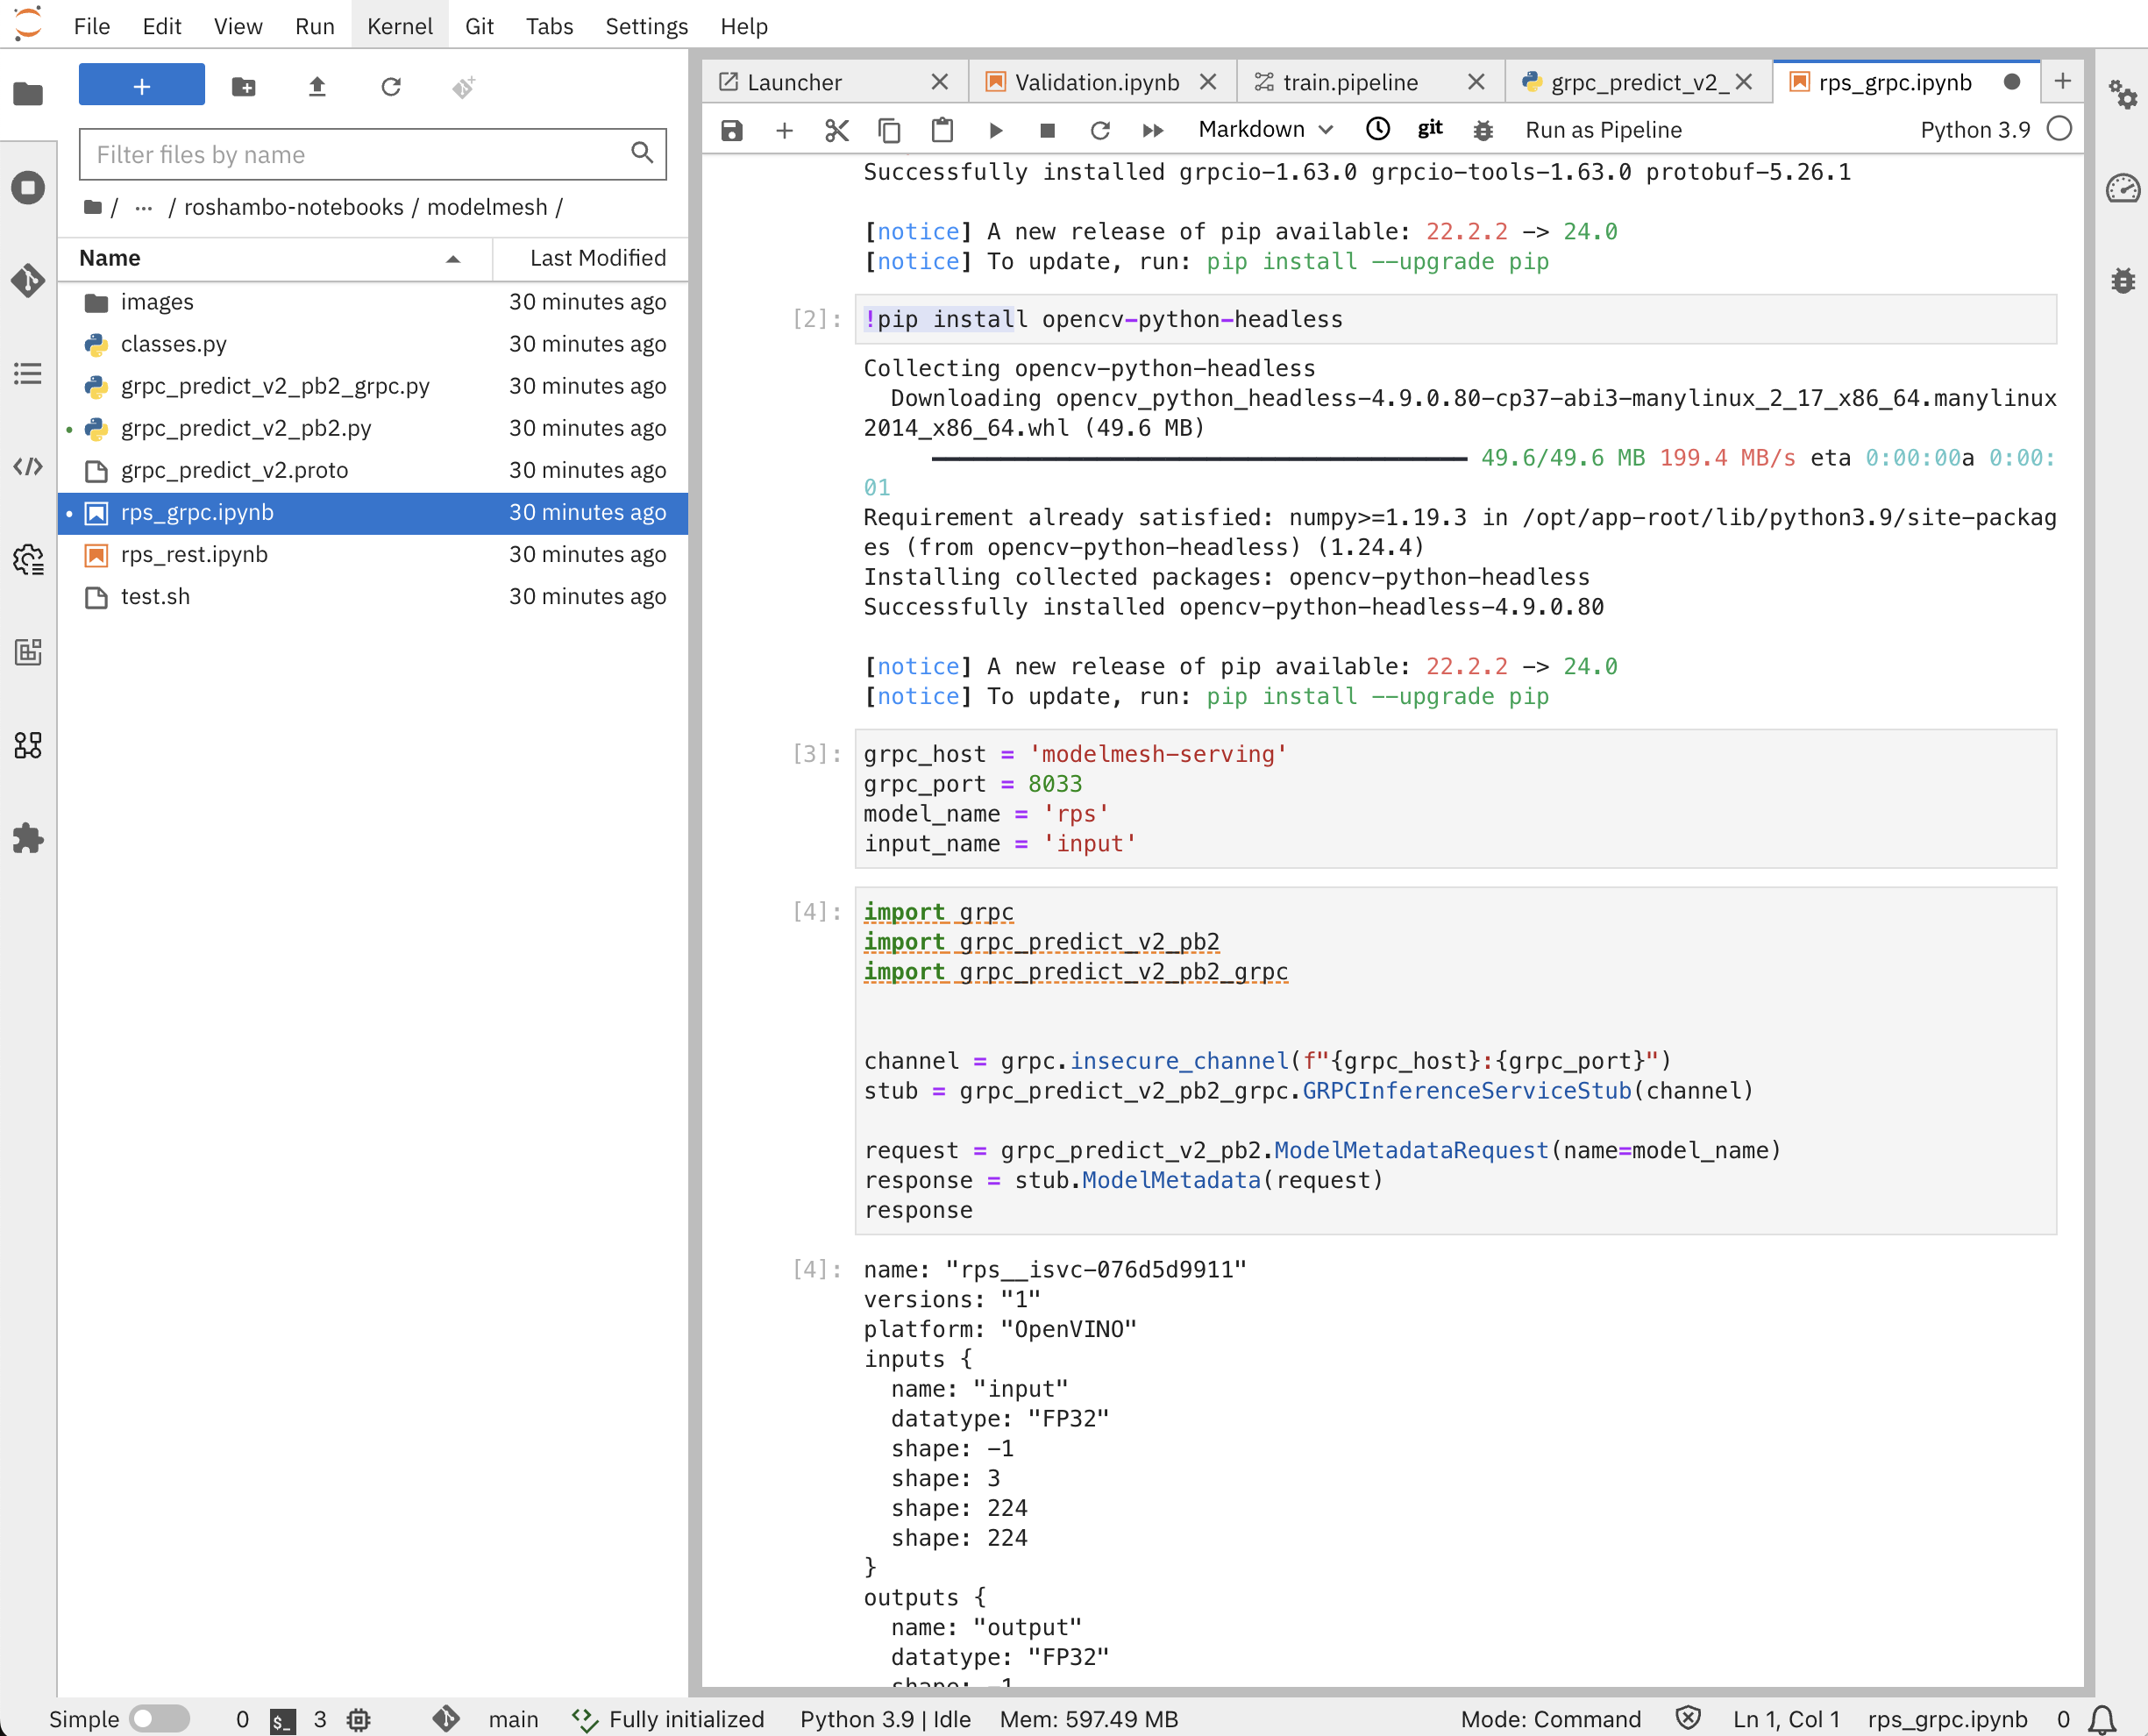 File Edit View Run Kernel Git Tabs Settings Help
+
Filter files by name
/ ··· / roshambo-notebooks / modelmesh /
Name Last Modified
images 30 minutes ago
classes.py 30 minutes ago
grpc_predict_v2_pb2_grpc.py 30 minutes ago
grpc_predict_v2_pb2.py 30 minutes ago
grpc_predict_v2.proto 30 minutes ago
rps_grpc.ipynb 30 minutes ago
rps_rest.ipynb 30 minutes ago
test.sh 30 minutes ago
Launcher Validation.ipynb train.pipeline grpc_predict_v2_ rps_grpc.ipynb
Markdown git Run as Pipeline Python 3.9
Successfully installed grpcio-1.63.0 grpcio-tools-1.63.0 protobuf-5.26.1
[notice] A new release of pip available: 22.2.2 -> 24.0
[notice] To update, run: pip install --upgrade pip
[2]: !pip install opencv-python-headless
Collecting opencv-python-headless
Downloading opencv_python_headless-4.9.0.80-cp37-abi3-manylinux_2_17_x86_64.manylinux
2014_x86_64.whl (49.6 MB)
49.6/49.6 MB 199.4 MB/s eta 0:00:00a 0:00:
01
Requirement already satisfied: numpy>=1.19.3 in /opt/app-root/lib/python3.9/site-packag
es (from opencv-python-headless) (1.24.4)
Installing collected packages: opencv-python-headless
Successfully installed opencv-python-headless-4.9.0.80
[notice] A new release of pip available: 22.2.2 -> 24.0
[notice] To update, run: pip install --upgrade pip
[3]: grpc_host = 'modelmesh-serving'
grpc_port = 8033
model_name = 'rps'
input_name = 'input'
[4]: import grpc
import grpc_predict_v2_pb2
import grpc_predict_v2_pb2_grpc
channel = grpc.insecure_channel(f"{grpc_host}:{grpc_port}")
stub = grpc_predict_v2_pb2_grpc.GRPCInferenceServiceStub(channel)
request = grpc_predict_v2_pb2.ModelMetadataRequest(name=model_name)
response = stub.ModelMetadata(request)
response
[4]: name: "rps__isvc-076d5d9911"
versions: "1"
platform: "OpenVINO"
inputs {
name: "input"
datatype: "FP32"
shape: -1
shape: 3
shape: 224
shape: 224
}
outputs {
name: "output"
datatype: "FP32"
shape: -1
Simple 0 $_ 3 main Fully initialized Python 3.9 | Idle Mem: 597.49 MB Mode: Command Ln 1, Col 1 rps_grpc.ipynb 0